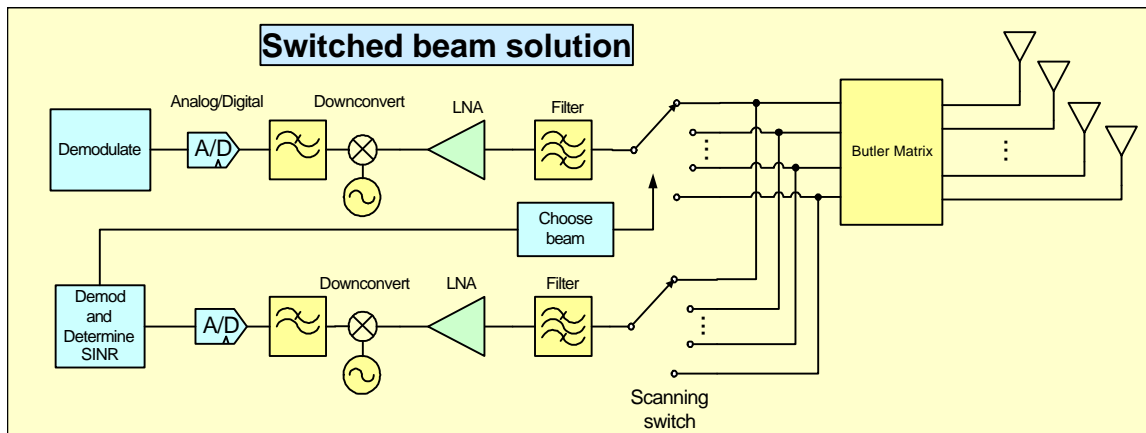 Switched beam solution
Analog/Digital
Downconvert
LNA
Filter
Demodulate
A/D
Butler Matrix
Choose
beam
Downconvert
LNA
Filter
Demod
and
Determine
SINR
A/D
Scanning
switch